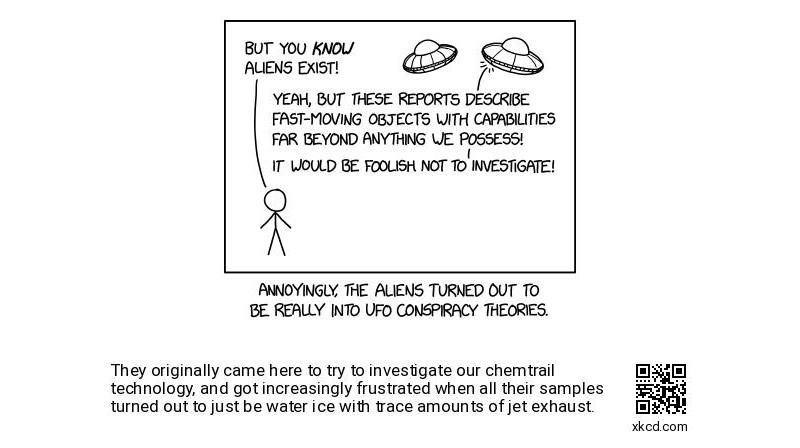 BUT YOU KNOW
ALIENS EXIST!
YEAH, BUT THESE REPORTS DESCRIBE
FAST-MOVING OBJECTS WITH CAPABILITIES
FAR BEYOND ANYTHING WE POSSESS!
IT WOULD BE FOOLISH NOT TO INVESTIGATE!
ANNOYINGLY, THE ALIENS TURNED OUT TO
BE REALLY INTO UFO CONSPIRACY THEORIES.
They originally came here to try to investigate our chemtrail
technology, and got increasingly frustrated when all their samples
turned out to just be water ice with trace amounts of jet exhaust.
xkcd.com